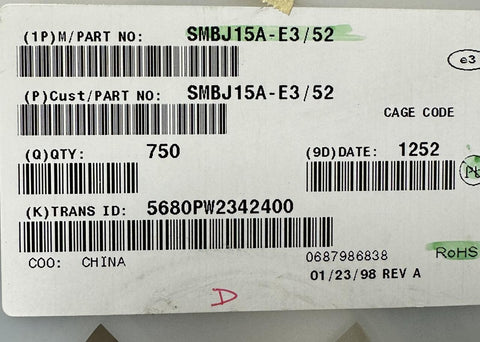 (1P)M/PART NO: SMBJ15A-E3/52
e3
(P)Cust/PART NO: SMBJ15A-E3/52
CAGE CODE
(Q)QTY: 750 (9D)DATE: 1252
Pb
(K)TRANS ID: 5680PW2342400
COO: CHINA 0687986838 RoHS
01/23/98 REV A
D